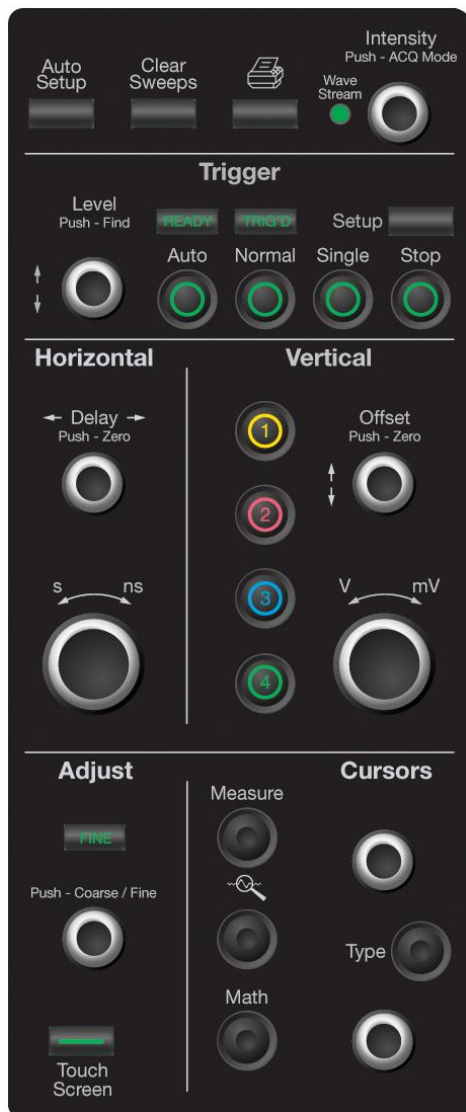 Auto
Setup
Clear
Sweeps
Intensity
Push - ACQ Mode
Wave
Stream
Trigger
Level
Push - Find
READY
TRIG'D
Setup
Auto
Normal
Single
Stop
Horizontal
Vertical
Delay
Push - Zero
1
Offset
Push - Zero
2
s
ns
3
V
mV
4
Adjust
Cursors
Measure
FINE
Push - Coarse / Fine
Type
Math
Touch
Screen